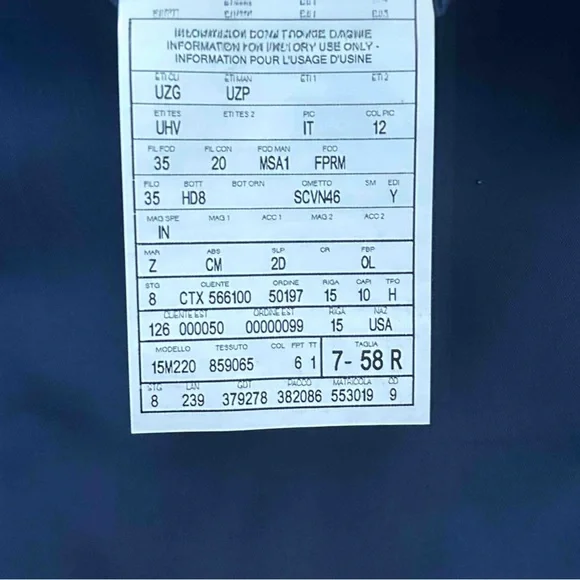 INFORMATION FOR FACTORY USE ONLY -
INFORMATION POUR L'USAGE D'USINE
ETI CLI ETI MAN ETI 1 ETI 2
UZG UZP
ETI TES ETI TES 2 PIC COL PIC
UHV IT 12
FIL FOD FIL CON FOD MAN FOD
35 20 MSA1 FPRM
FILO BOTT BOT CRN OMETTO SM EDI
35 HD8 SCVN46 Y
MAG SPE MAG 1 ACC 1 MAG 2 ACC 2
IN
MAR ABS SLP CR FBP
Z CM 2D OL
STG CLIENTE ORDINE RIGA CAPI TPO
8 CTX 566100 50197 15 10 H
CLIENTE EST ORDINE EST RIGA NAZ
126 000050 00000099 15 USA
MODELLO TESSUTO COL FPT TT TAGLIA
15M220 859065 6 1 7- 58 R
STG LAN GUT PACCO MATRICOLA CD
8 239 379278 382086 553019 9